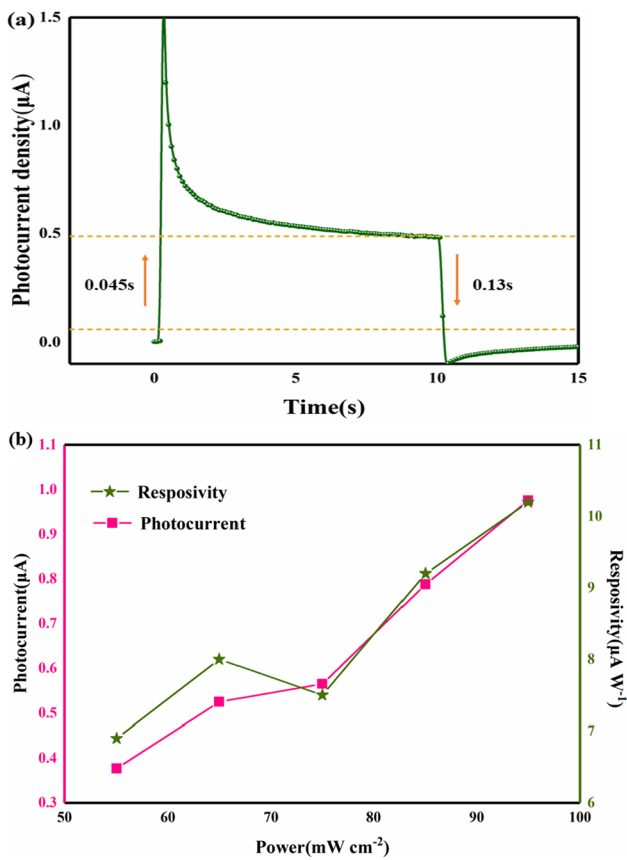 (a)
Photocurrent density(μA)
1.5
1.0
0.5
0.0
0.045s
0.13s
0
5
10
15
Time(s)
(b)
Photocurrent(μA)
1.1
1.0
0.9
0.8
0.7
0.6
0.5
0.4
0.3
Resposivity
Photocurrent
11
10
9
8
7
6
Resposivity(μA W-1)
50
60
70
80
90
100
Power(mW cm-2)